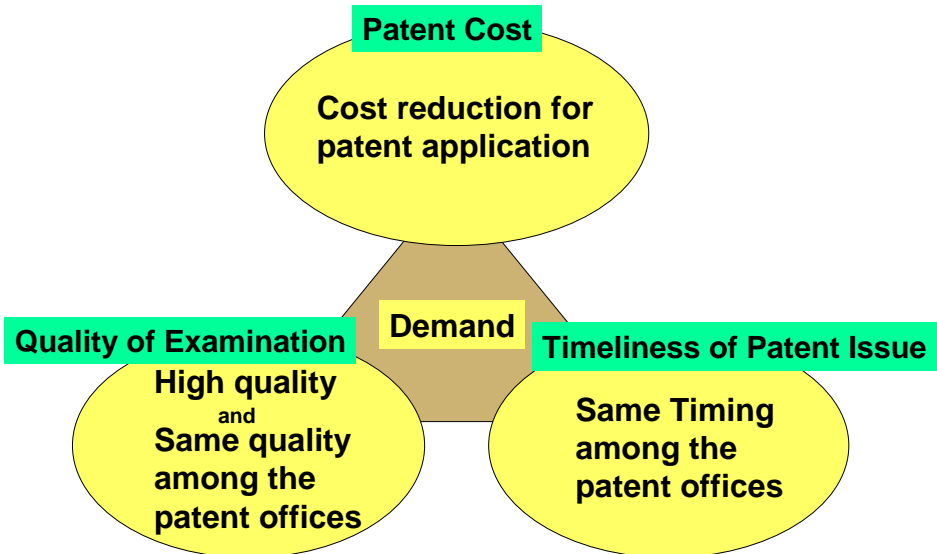 Patent Cost
Cost reduction for
patent application
Demand
Quality of Examination
High quality
and
Same quality
among the
patent offices
Timeliness of Patent Issue
Same Timing
among the
patent offices